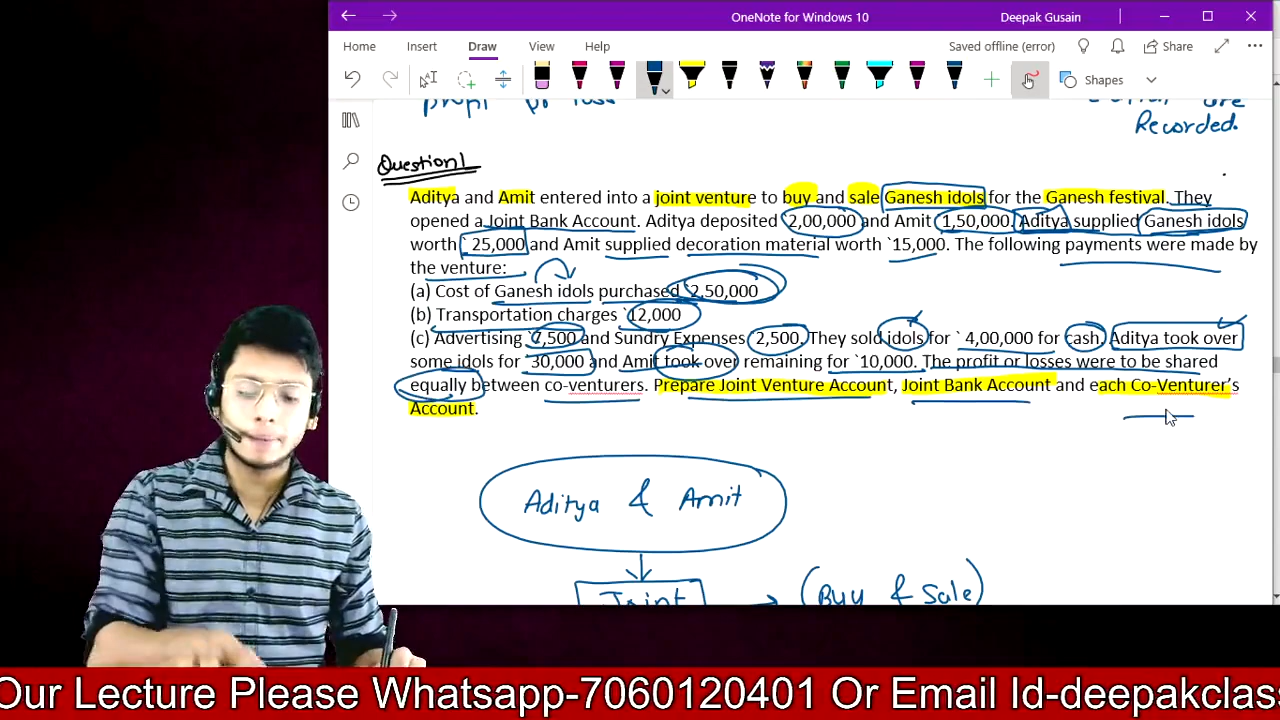 OneNote for Windows 10
Deepak Gusain
Home Insert Draw View Help
Saved offline (error)
Share
Shapes
Recorded.
Question1
Aditya and Amit entered into a joint venture to buy and sale Ganesh idols for the Ganesh festival. They
opened a Joint Bank Account. Aditya deposited `2,00,000 and Amit `1,50,000. Aditya supplied Ganesh idols
worth ` 25,000 and Amit supplied decoration material worth `15,000. The following payments were made by
the venture:
(a) Cost of Ganesh idols purchased `2,50,000
(b) Transportation charges `12,000
(c) Advertising `7,500 and Sundry Expenses `2,500. They sold idols for ` 4,00,000 for cash. Aditya took over
some idols for `30,000 and Amit took over remaining for `10,000. The profit or losses were to be shared
equally between co-venturers. Prepare Joint Venture Account, Joint Bank Account and each Co-Venturer's
Account.
Aditya & Amit
Joint
(Buy & Sale)
Our Lecture Please Whatsapp-7060120401 Or Email Id-deepakclass